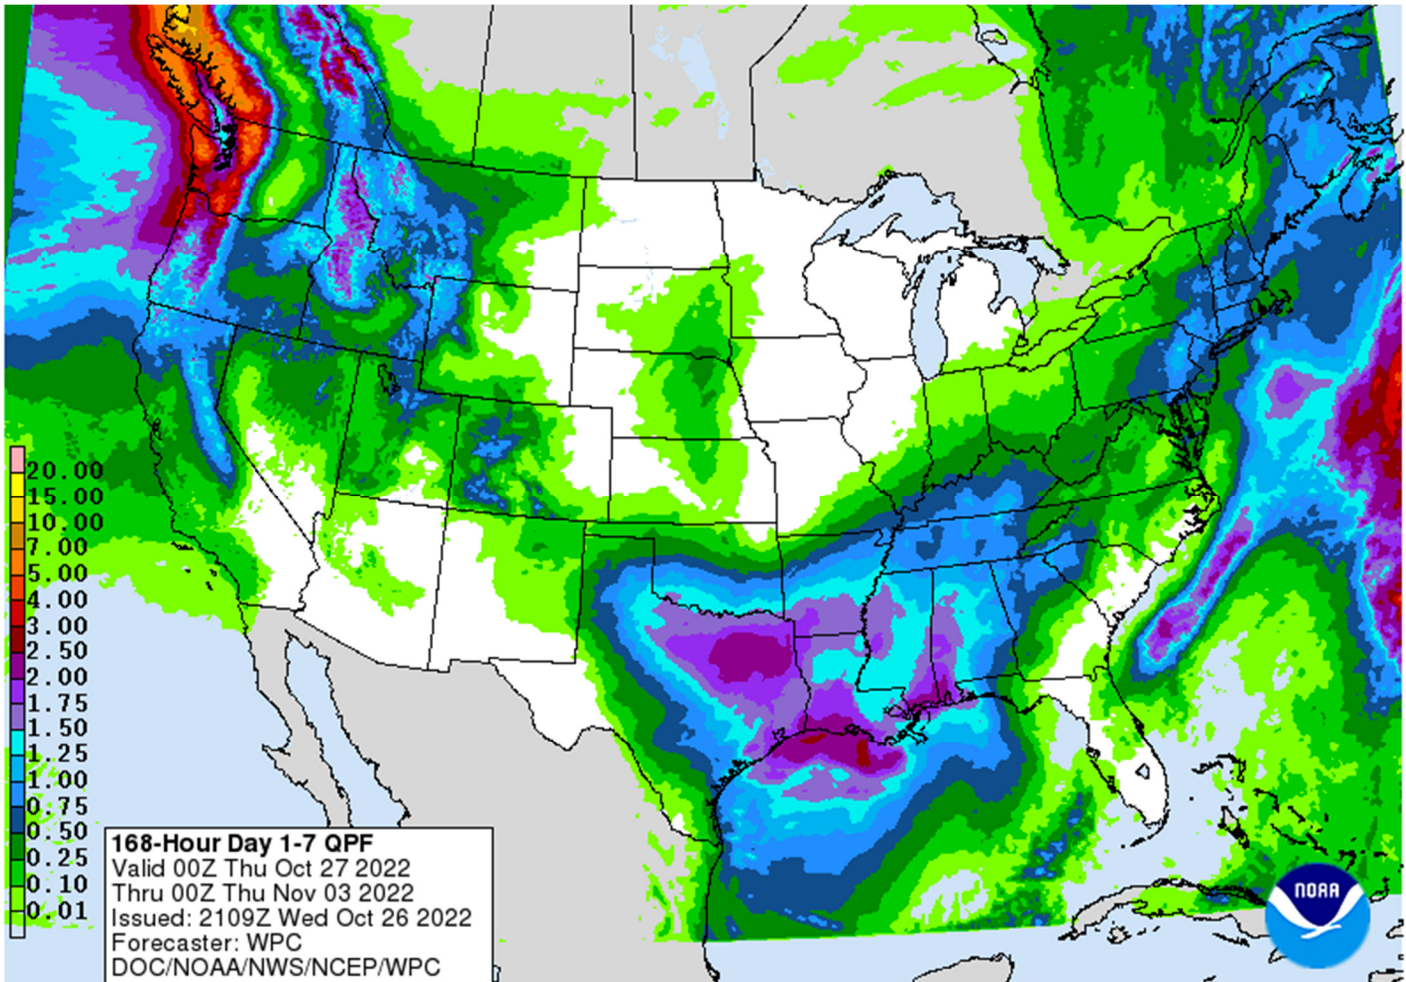 20.00
15.00
10.00
7.00
5.00
4.00
3.00
2.50
2.00
1.75
1.50
1.25
1.00
0.75
0.50
0.25
0.10
0.01
168-Hour Day 1-7 QPF
Valid 00Z Thu Oct 27 2022
Thru 00Z Thu Nov 03 2022
Issued: 2109Z Wed Oct 26 2022
Forecaster: WPC
DOC/NOAA/NWS/NCEP/WPC
NOAA